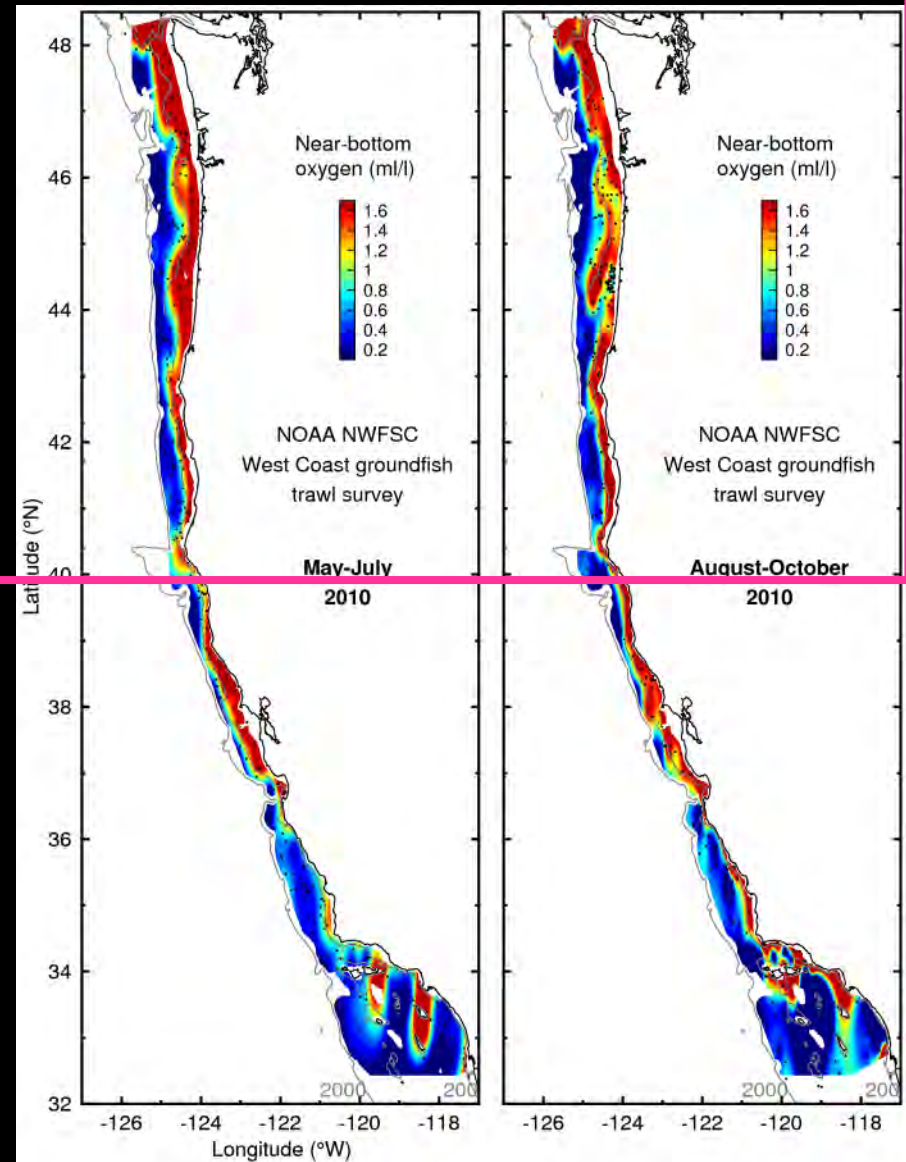 48
46
44
42
40
38
36
34
32
Latitude (°N)
Near-bottom
oxygen (ml/l)
1.6
1.4
1.2
1
0.8
0.6
0.4
0.2
NOAA NWFSC
West Coast groundfish
trawl survey
May-July
2010
2000
200
-126
-124
-122
-120
-118
Longitude (°W)
Near-bottom
oxygen (ml/l)
1.6
1.4
1.2
1
0.8
0.6
0.4
0.2
NOAA NWFSC
West Coast groundfish
trawl survey
August-October
2010
2000
200
-126
-124
-122
-120
-118